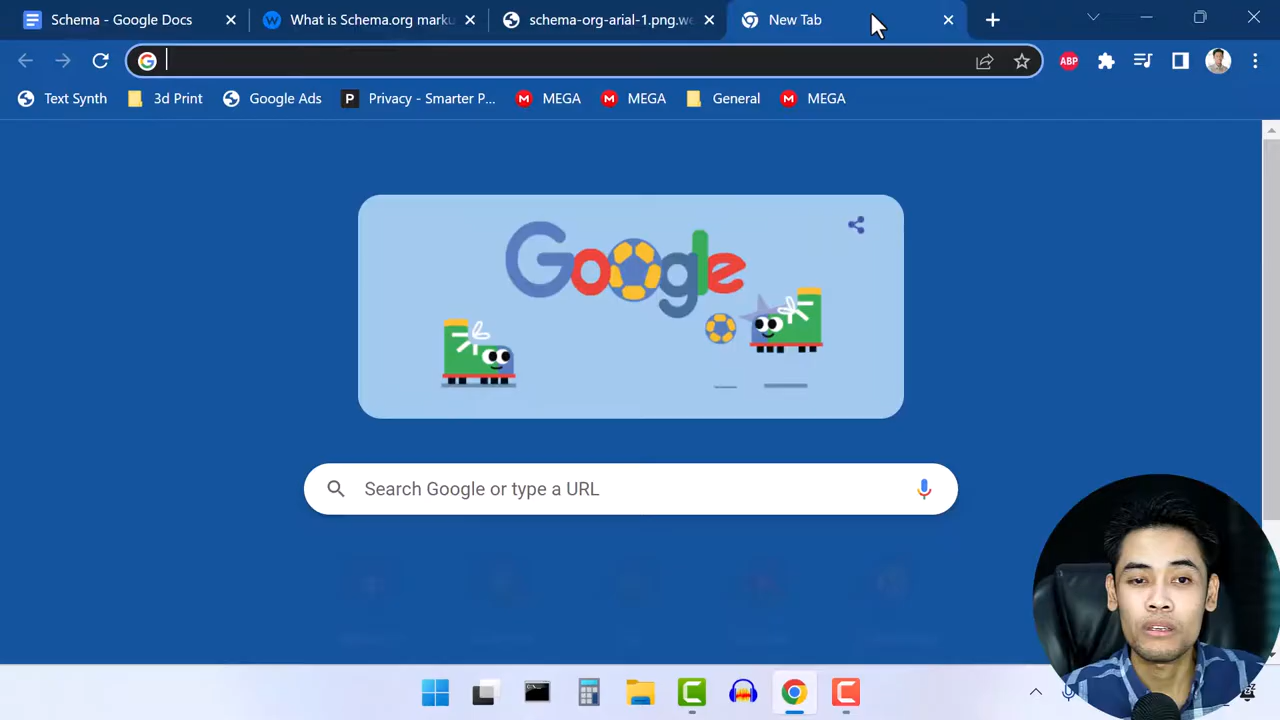 Schema - Google Docs
What is Schema.org marku
schema-org-arial-1.png.we
New Tab
G
ABP
Text Synth
3d Print
Google Ads
P Privacy - Smarter P...
M MEGA
M MEGA
General
M MEGA
Google
Search Google or type a URL